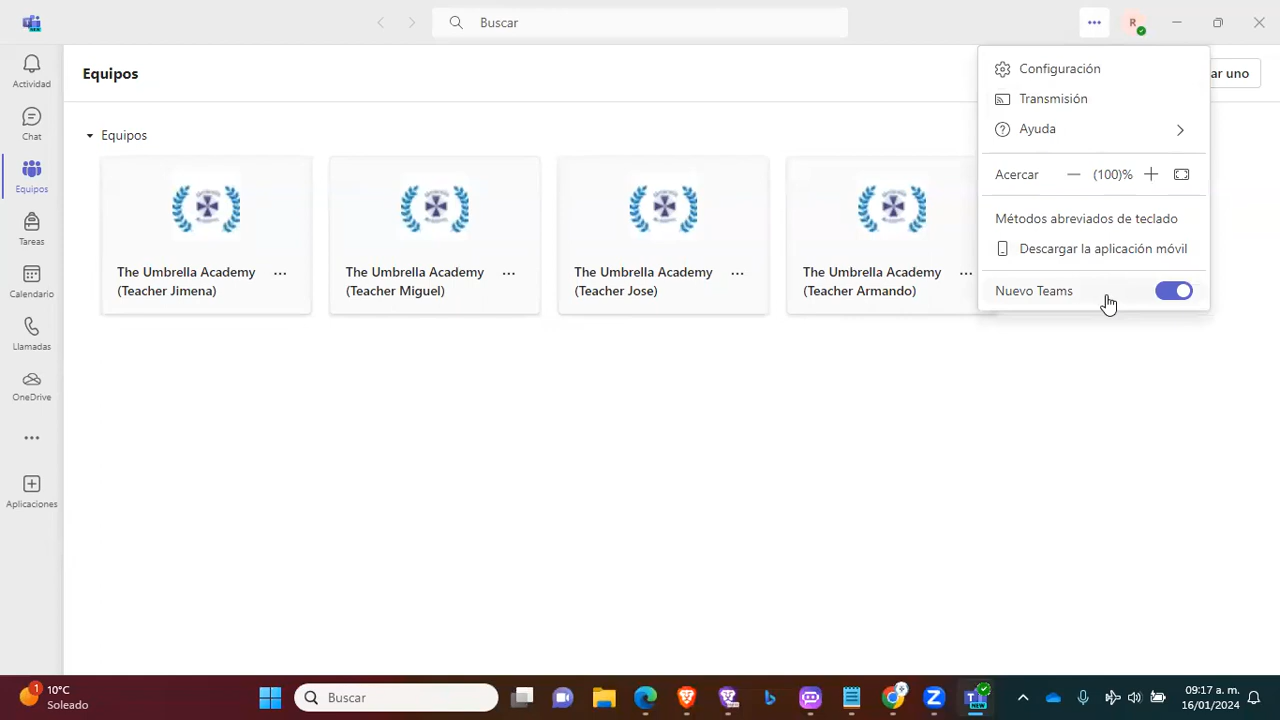 Buscar
R
Actividad
Chat
Equipos
Tareas
Calendario
Llamadas
OneDrive
Aplicaciones
Equipos
ar uno
Equipos
The Umbrella Academy
(Teacher Jimena)
The Umbrella Academy
(Teacher Miguel)
The Umbrella Academy
(Teacher Jose)
The Umbrella Academy
(Teacher Armando)
Configuración
Transmisión
Ayuda
Acercar — (100)% +
Métodos abreviados de teclado
Descargar la aplicación móvil
Nuevo Teams
1
10°C
Soleado
Buscar
NEW
09:17 a. m.
16/01/2024